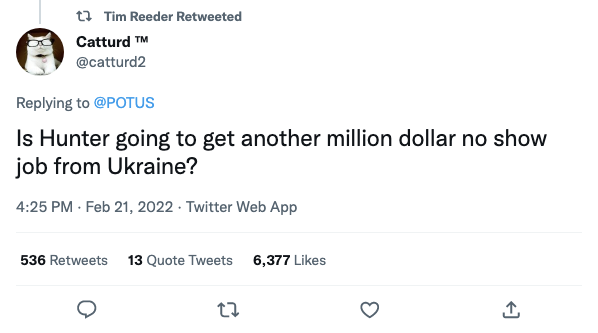 Tim Reeder Retweeted
Catturd ™
@catturd2
Replying to @POTUS
Is Hunter going to get another million dollar no show
job from Ukraine?
4:25 PM · Feb 21, 2022 · Twitter Web App
536 Retweets 13 Quote Tweets 6,377 Likes